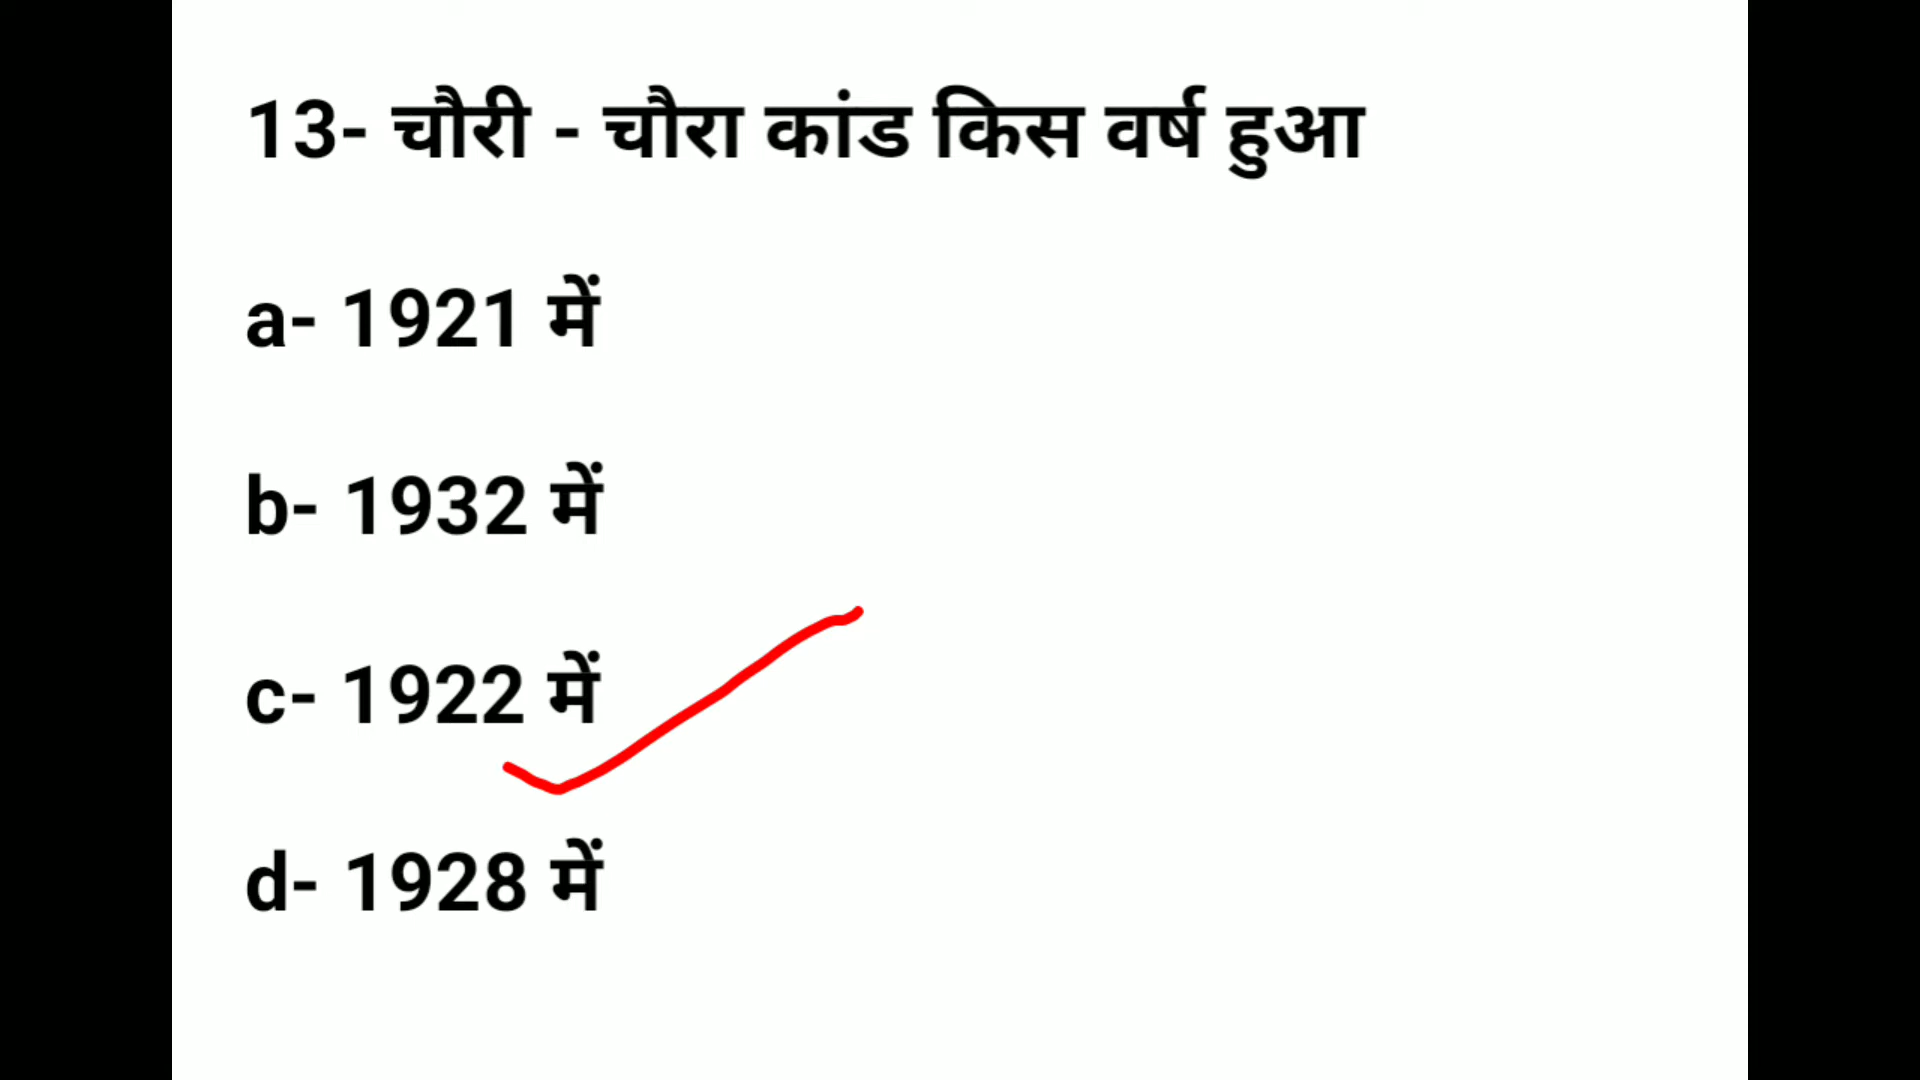 13- चौरी - चौरा कांड किस वर्ष हुआ
a- 1921 में
b- 1932 में
c- 1922 में
d- 1928 में